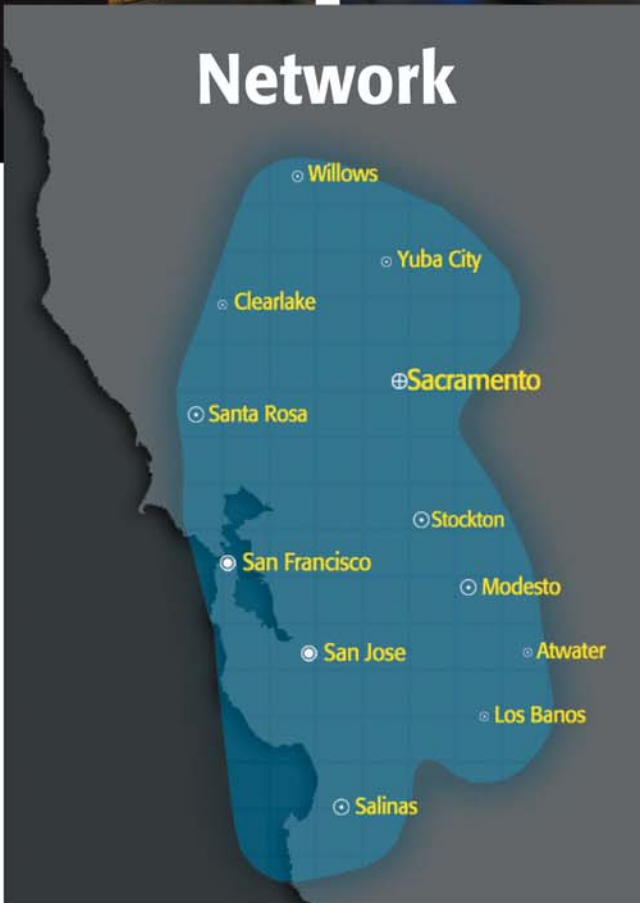 Network
Willows
Yuba City
Clearlake
Sacramento
Santa Rosa
Stockton
San Francisco
Modesto
San Jose
Atwater
Los Banos
Salinas